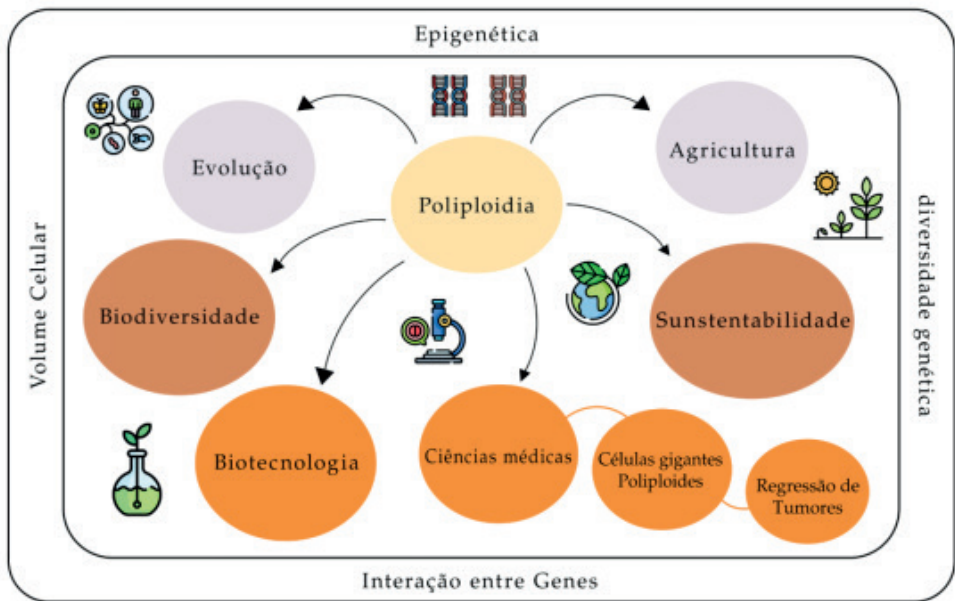 Epigenética
Evolução
Agricultura
Poliploidia
Volume Celular
diversidade genética
Biodiversidade
Sunstentabilidade
Biotecnologia
Ciências médicas
Células gigantes
Poliploides
Regressão de
Tumores
Interação entre Genes